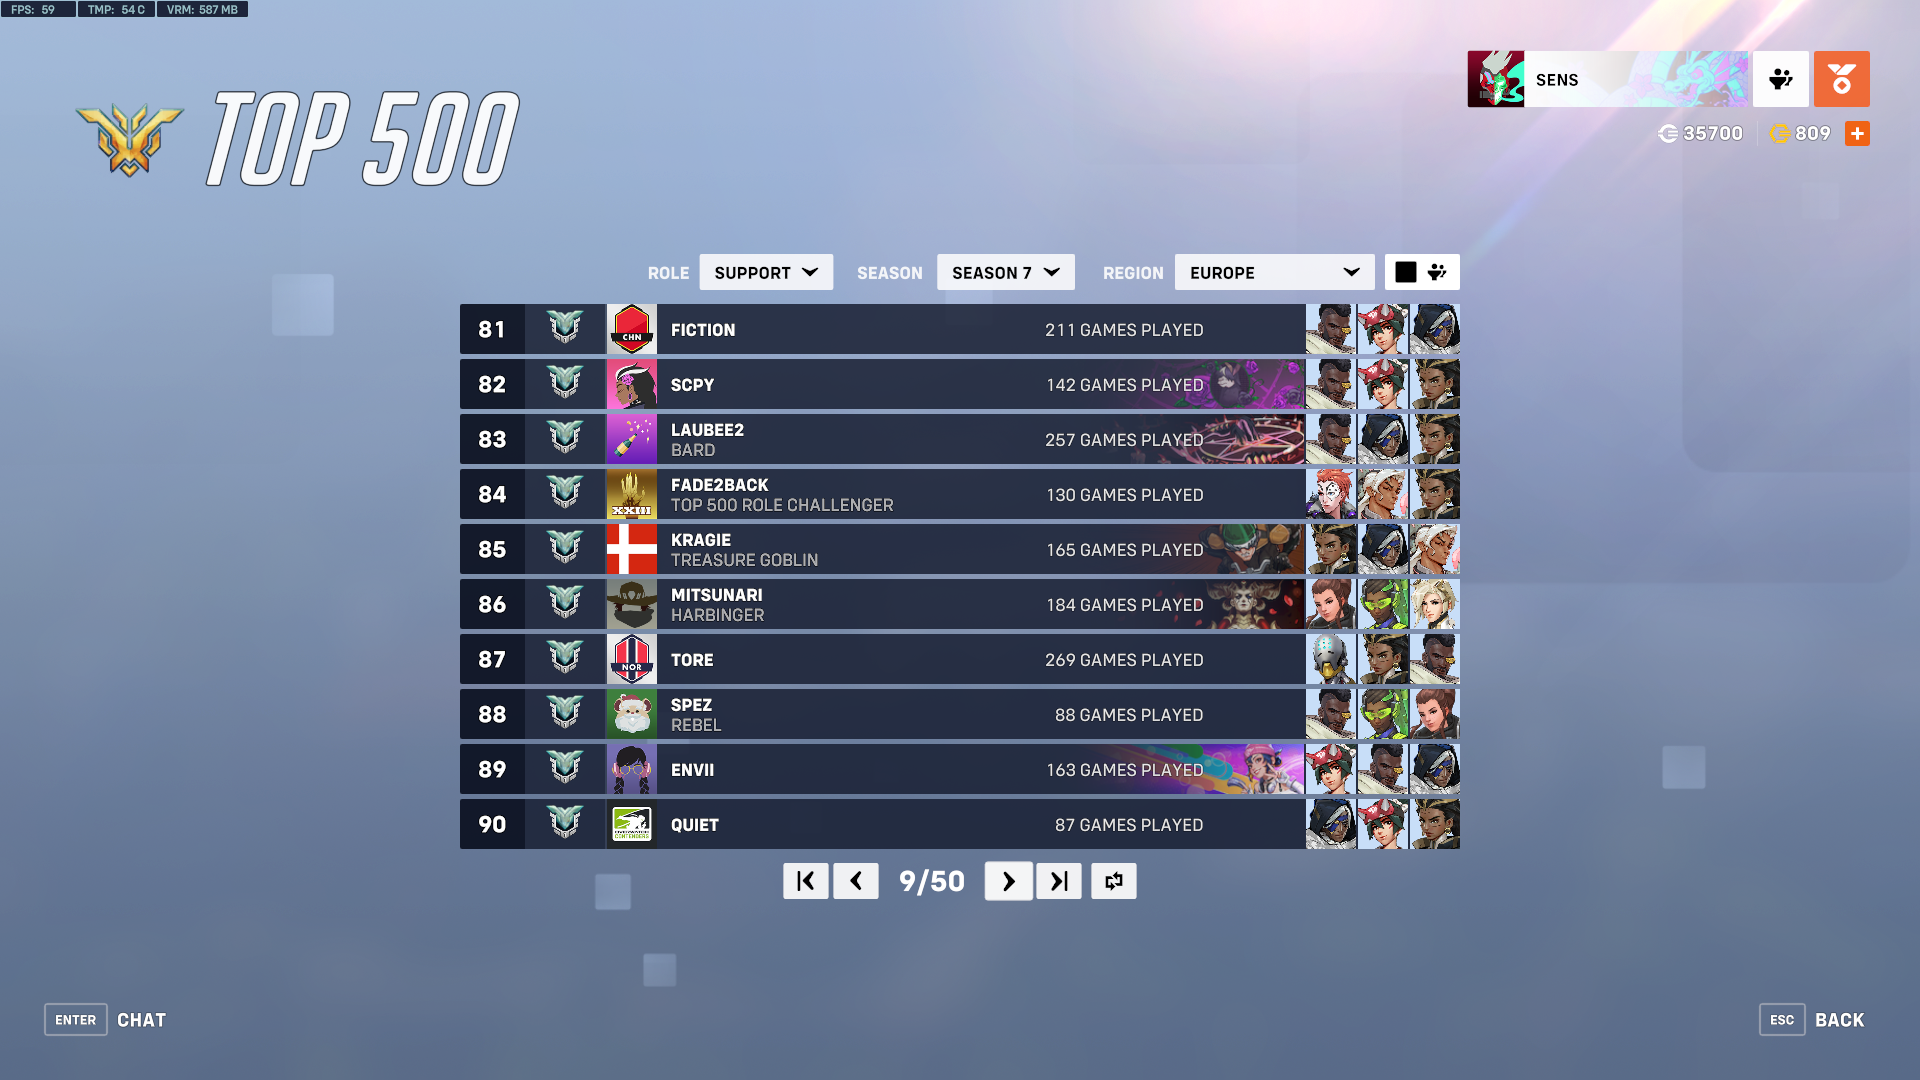 FPS: 59 TMP: 54 C VRM: 587 MB
TOP 500
SENS
35700 809
ROLE SUPPORT SEASON SEASON 7 REGION EUROPE
81 CHN FICTION 211 GAMES PLAYED
82 SCPY 142 GAMES PLAYED
83 LAUBEE2 257 GAMES PLAYED
BARD
84 XXIII FADE2BACK 130 GAMES PLAYED
TOP 500 ROLE CHALLENGER
85 KRAGIE 165 GAMES PLAYED
TREASURE GOBLIN
86 MITSUNARI 184 GAMES PLAYED
HARBINGER
87 NOR TORE 269 GAMES PLAYED
88 SPEZ 88 GAMES PLAYED
REBEL
89 ENVII 163 GAMES PLAYED
90 QUIET 87 GAMES PLAYED
9/50
ENTER CHAT
ESC BACK